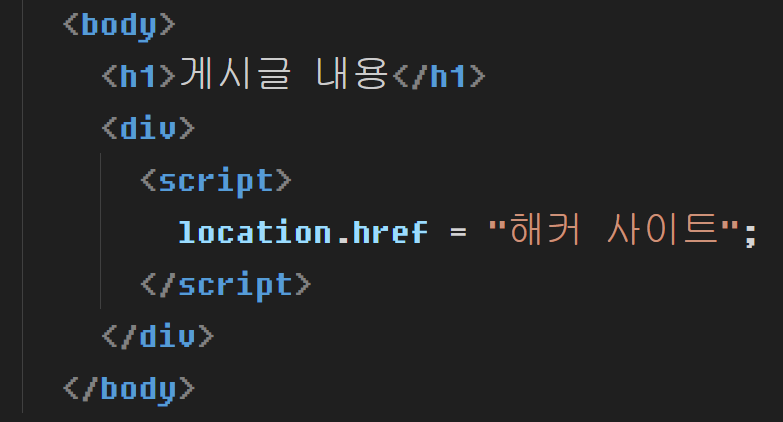 <body>
<h1>게시글 내용</h1>
<div>
<script>
location.href = "해커 사이트";
</script>
</div>
</body>